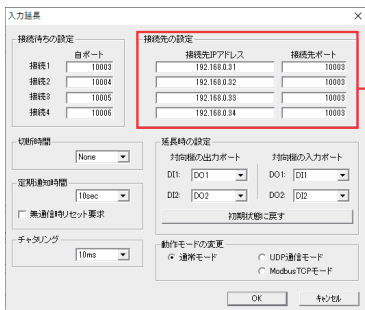 入力延長
接続待ちの設定
自ポート
接続1 10003
接続2 10004
接続3 10005
接続4 10006
接続先の設定
接続先IPアドレス 接続先ポート
192.168.0.31 10003
192.168.0.32 10003
192.168.0.33 10003
192.168.0.34 10003
切断時間
None
定期通知時間
10sec
無通信時リセット要求
チャタリング
10ms
延長時の設定
対向側の出力ポート 対向側の入力ポート
DI1: DO1 DO1: DI1
DI2: DO2 DO2: DI2
初期状態に戻す
動作モードの変更
通常モード UDP通信モード
ModbusTCPモード
OK キャンセル